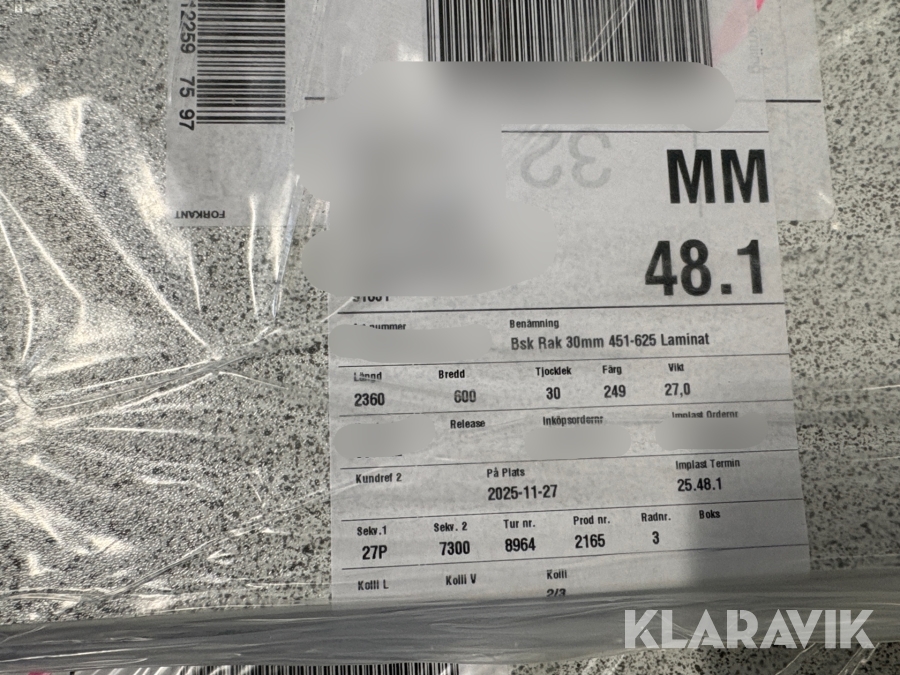 2259 75 97
FORKANT
32
MM
48.1
Benämning
Bsk Rak 30mm 451-625 Laminat
Längd Bredd Tjocklek Färg Vikt
2360 600 30 249 27,0
Release Inköpsordernr Implast Ordernr
Kundref 2 På Plats Implast Termin
2025-11-27 25.48.1
Sekv.1 Sekv. 2 Tur nr. Prod nr. Radnr. Boks
27P 7300 8964 2165 3
Kolli L Kolli V Kolli
2/3
KLARAVIK